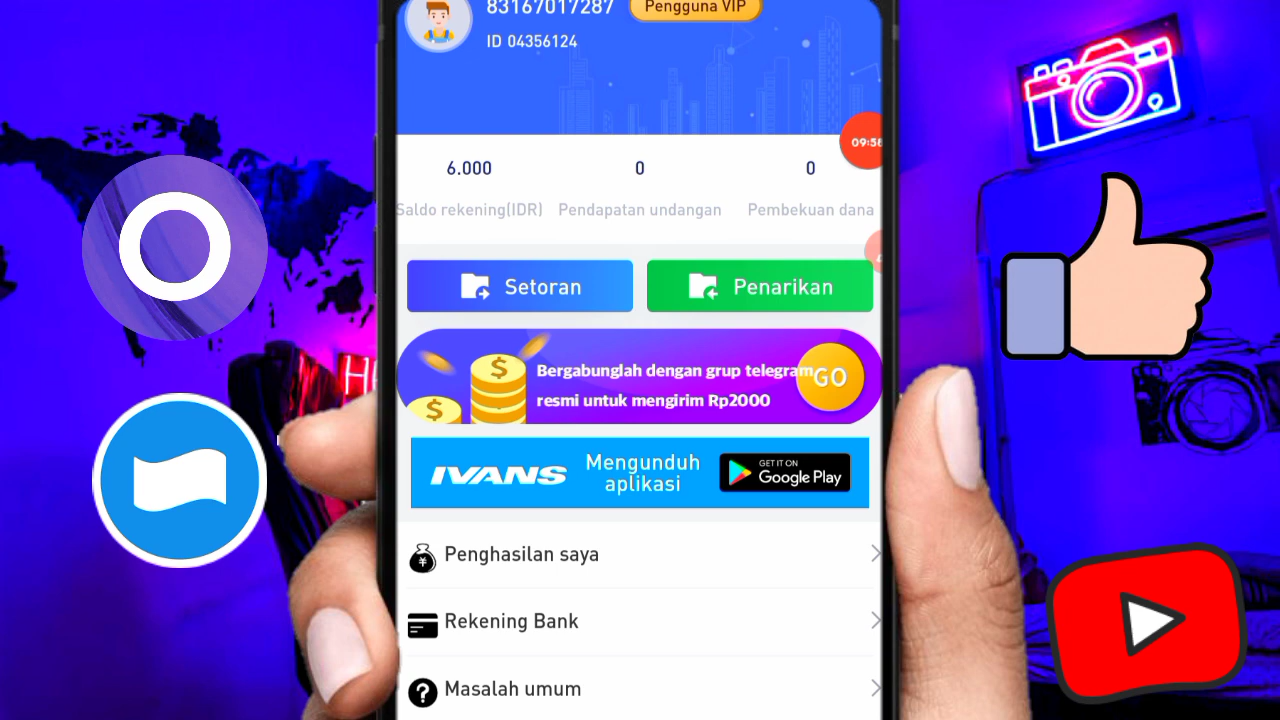 83167017287
Pengguna VIP
ID 04356124
09:58
6.000
0
0
Saldo rekening(IDR)
Pendapatan undangan
Pembekuan dana
Setoran
Penarikan
Bergabunglah dengan grup telegram
resmi untuk mengirim Rp2000
GO
IVANS
Mengunduh
aplikasi
GET IT ON
Google Play
Penghasilan saya
Rekening Bank
Masalah umum